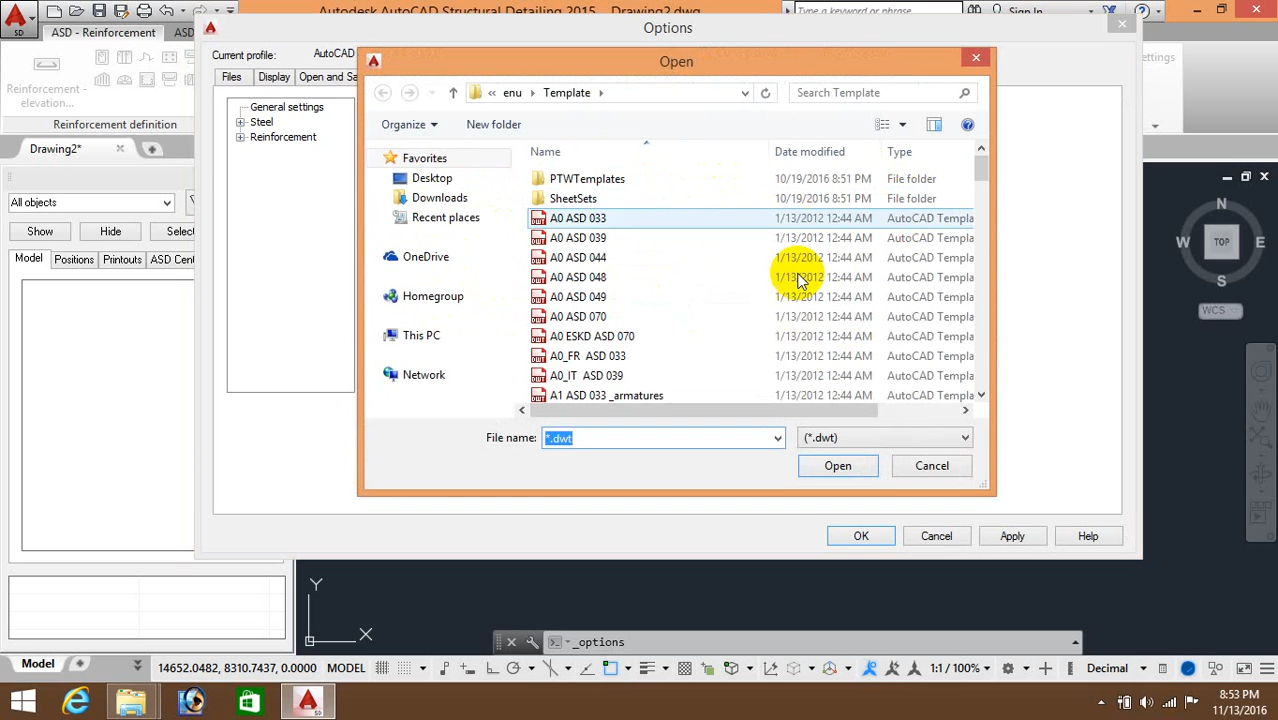 Autodesk AutoCAD Structural Detailing 2015 - Drawing2.dwg
Type a keyword or phrase
Sign In
SD
ASD - Reinforcement
ASD
Options
Current profile:
AutoCAD
Files
Display
Open and Sa
General settings
Steel
Reinforcement
Reinforcement -
elevation...
Reinforcement definition
ettings
Drawing2*
All objects
Show
Hide
Select
Model
Positions
Printouts
ASD Cent
Open
enu
Template
Search Template
Organize
New folder
Favorites
Desktop
Downloads
Recent places
OneDrive
Homegroup
This PC
Network
Name
Date modified
Type
PTWTemplates
10/19/2016 8:51 PM
File folder
SheetSets
10/19/2016 8:51 PM
File folder
A0 ASD 033
1/13/2012 12:44 AM
AutoCAD Templa
A0 ASD 039
1/13/2012 12:44 AM
AutoCAD Templa
A0 ASD 044
1/13/2012 12:44 AM
AutoCAD Templa
A0 ASD 048
1/13/2012 12:44 AM
AutoCAD Templa
A0 ASD 049
1/13/2012 12:44 AM
AutoCAD Templa
A0 ASD 070
1/13/2012 12:44 AM
AutoCAD Templa
A0 ESKD ASD 070
1/13/2012 12:44 AM
AutoCAD Templa
A0_FR  ASD 033
1/13/2012 12:44 AM
AutoCAD Templa
A0_IT  ASD 039
1/13/2012 12:44 AM
AutoCAD Templa
A1 ASD 033 _armatures
1/13/2012 12:44 AM
AutoCAD Templa
File name:
*.dwt
(*.dwt)
Open
Cancel
OK
Cancel
Apply
Help
N
W
TOP
E
S
WCS
Y
X
_options
Model
14652.0482, 8310.7437, 0.0000
MODEL
1:1 / 100%
Decimal
8:53 PM
11/13/2016